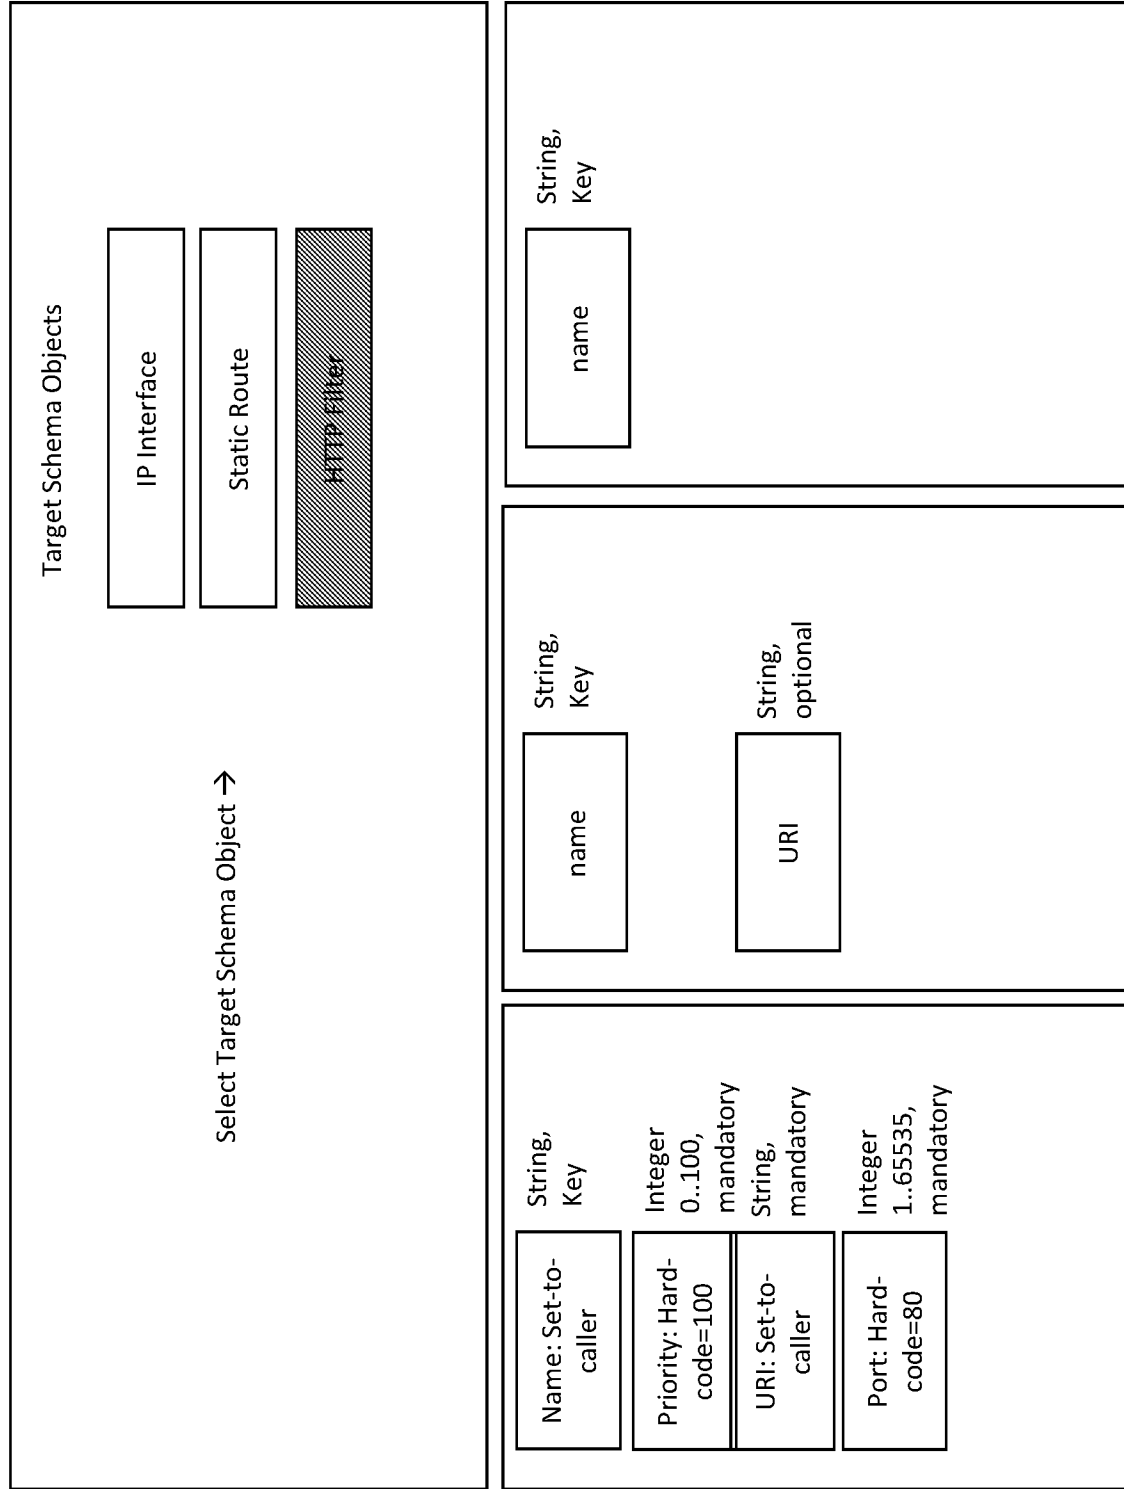 Target Schema Objects
Select Target Schema Object →
IP Interface
Static Route
HTTP Filter
Name: Set-to-
caller
String,
Key
Priority: Hard-
code=100
Integer
0..100,
mandatory
URI: Set-to-
caller
String,
mandatory
Port: Hard-
code=80
Integer
1..65535,
mandatory
name
String,
Key
URI
String,
optional
name
String,
Key